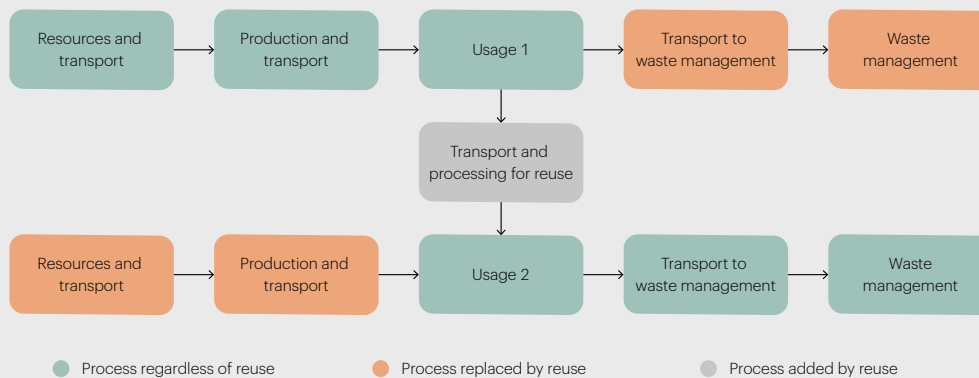 Resources and
transport
Production and
transport
Usage 1
Transport to
waste management
Waste
management
Transport and
processing for reuse
Resources and
transport
Production and
transport
Usage 2
Transport to
waste management
Waste
management
Process regardless of reuse
Process replaced by reuse
Process added by reuse